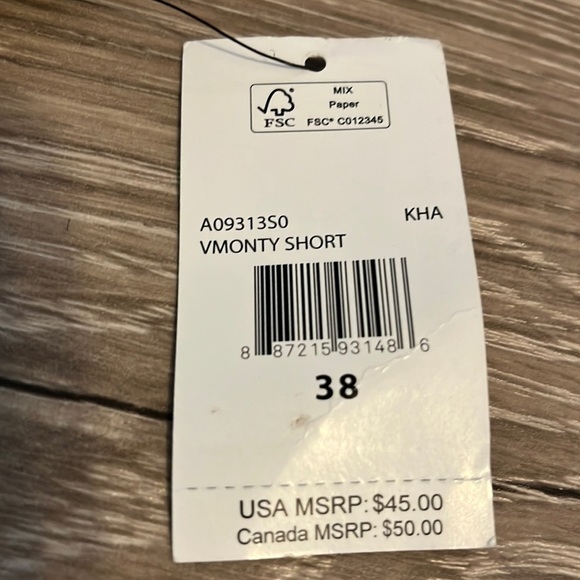 MIX
Paper
FSC
FSC® C012345
A09313S0 KHA
VMONTY SHORT
8 87215 93148 6
38
USA MSRP: $45.00
Canada MSRP: $50.00